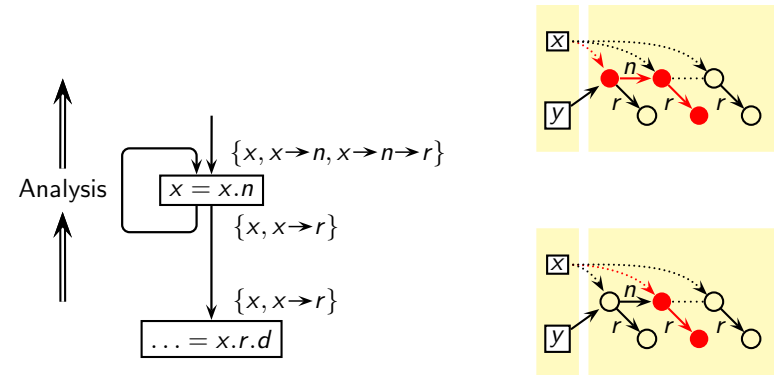 Analysis
{x, x→n, x→n→r}
x = x.n
{x, x→r}
{x, x→r}
... = x.r.d
x
n
r
r
r
y
x
n
r
r
r
y